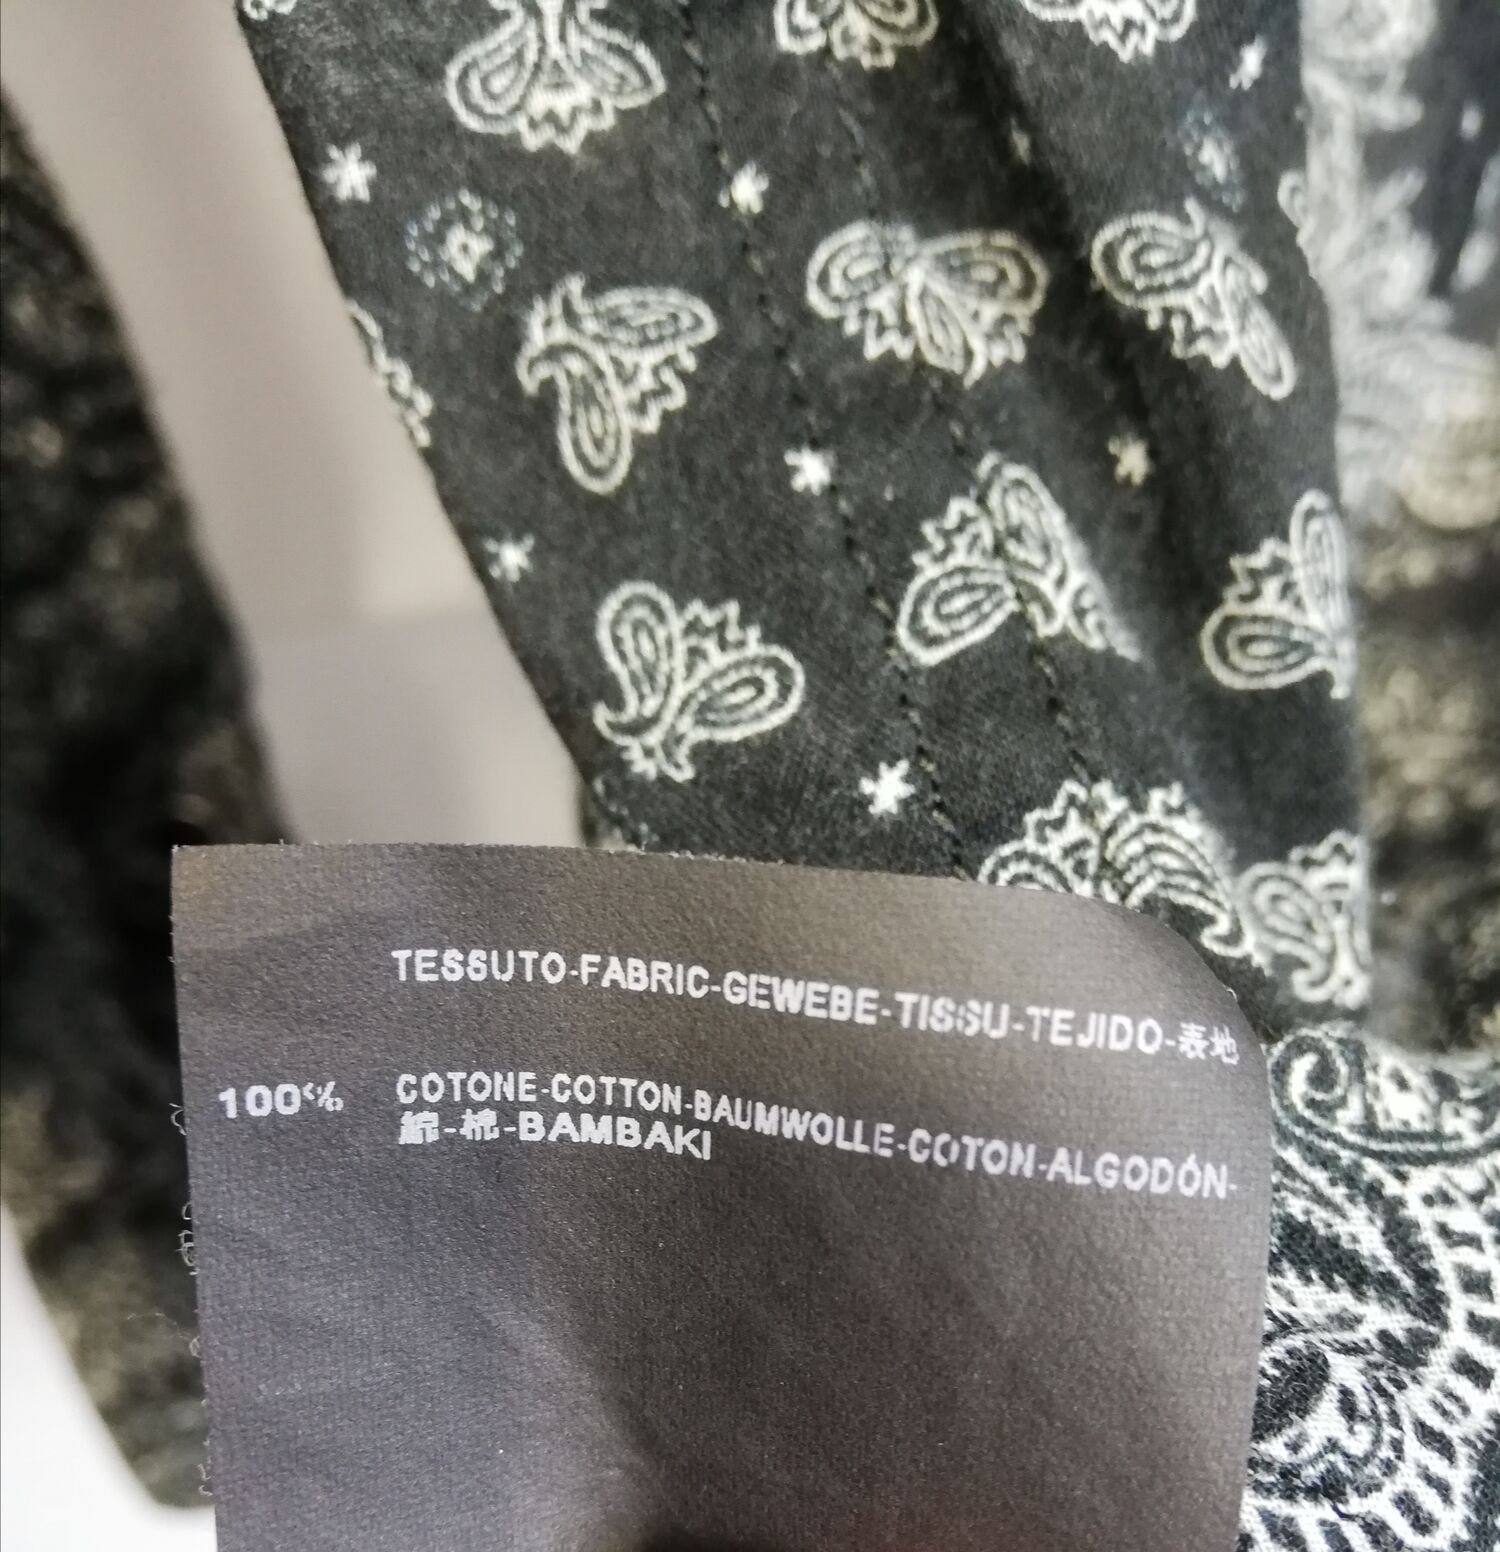 TESSUTO-FABRIC-GEWEBE-TISSU-TEJIDO-表地
100% COTONE-COTTON-BAUMWOLLE-COTON-ALGODÓN-
綿-棉-BAMBAKI